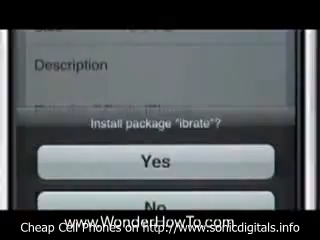 Description
Install package "ibrate"?
Yes
No
www.WonderHowTo.com
Cheap Cell Phones on http://www.sonicdigitals.info